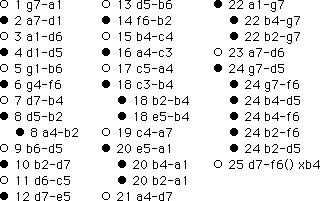 ○ 1 g7-a1
● 2 a7-d1
○ 3 a1-d6
● 4 d1-d5
○ 5 g1-b6
● 6 g4-f6
○ 7 d7-b4
● 8 d5-b2
● 8 a4-b2
○ 9 b6-d5
● 10 b2-d7
○ 11 d6-c5
● 12 d7-e5
○ 13 d5-b6
● 14 f6-b2
○ 15 b4-c4
● 16 a4-c3
○ 17 c5-a4
● 18 c3-b4
● 18 b2-b4
● 18 e5-b4
○ 19 c4-a7
● 20 e5-a1
● 20 b4-a1
● 20 b2-a1
○ 21 a4-d7
● 22 a1-g7
● 22 b4-g7
● 22 b2-g7
○ 23 a7-d6
● 24 g7-d5
● 24 g7-f6
● 24 b4-d5
● 24 b4-f6
● 24 b2-f6
● 24 b2-d5
○ 25 d7-f6() xb4